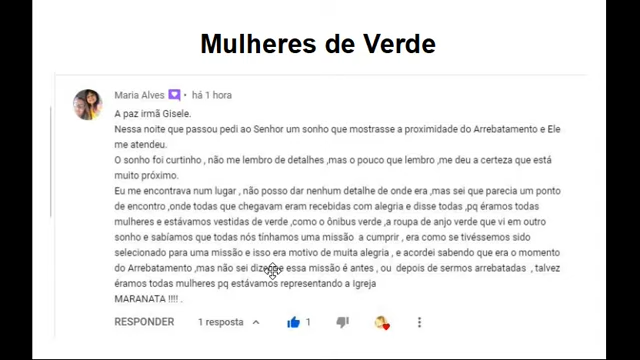 Mulheres de Verde
Maria Alves • há 1 hora
A paz irmã Gisele.
Nessa noite que passou pedi ao Senhor um sonho que mostrasse a proximidade do Arrebatamento e Ele
me atendeu.
O sonho foi curtinho , não me lembro de detalhes ,mas o pouco que lembro ,me deu a certeza que está
muito próximo.
Eu me encontrava num lugar , não posso dar nenhum detalhe de onde era ,mas sei que parecia um ponto
de encontro ,onde todas que chegavam eram recebidas com alegria e disse todas ,pq éramos todas
mulheres e estávamos vestidas de verde ,como o ônibus verde ,a roupa de anjo verde que vi em outro
sonho e sabíamos que todas nós tínhamos uma missão a cumprir , era como se tivéssemos sido
selecionado para uma missão e isso era motivo de muita alegria , e acordei sabendo que era o momento
do Arrebatamento ,mas não sei dizer se essa missão é antes , ou depois de sermos arrebatadas , talvez
éramos todas mulheres pq estávamos representando a Igreja
MARANATA !!!! .
RESPONDER 1 resposta 1